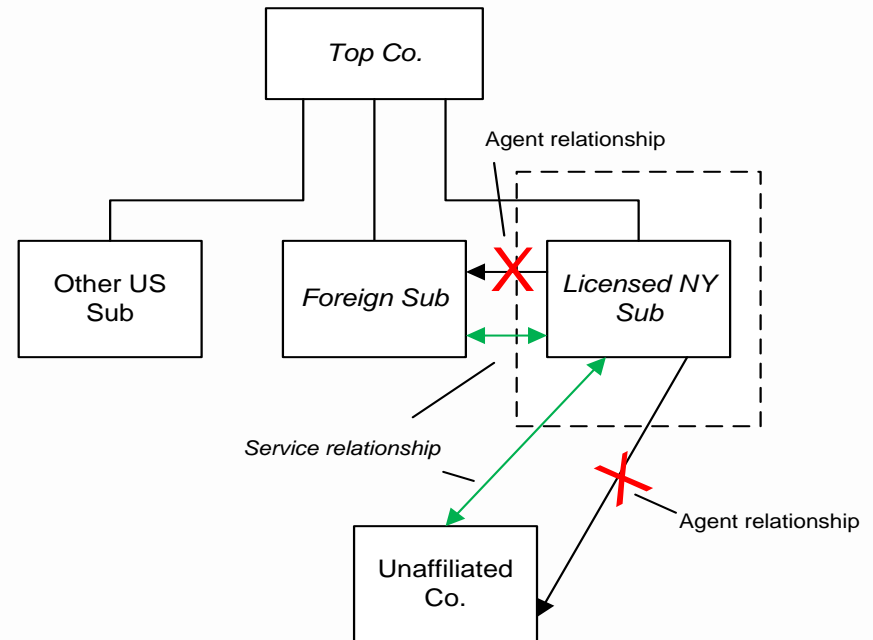 Top Co.
Agent relationship
Other US
Sub
Foreign Sub
Licensed NY
Sub
Service relationship
Agent relationship
Unaffiliated
Co.